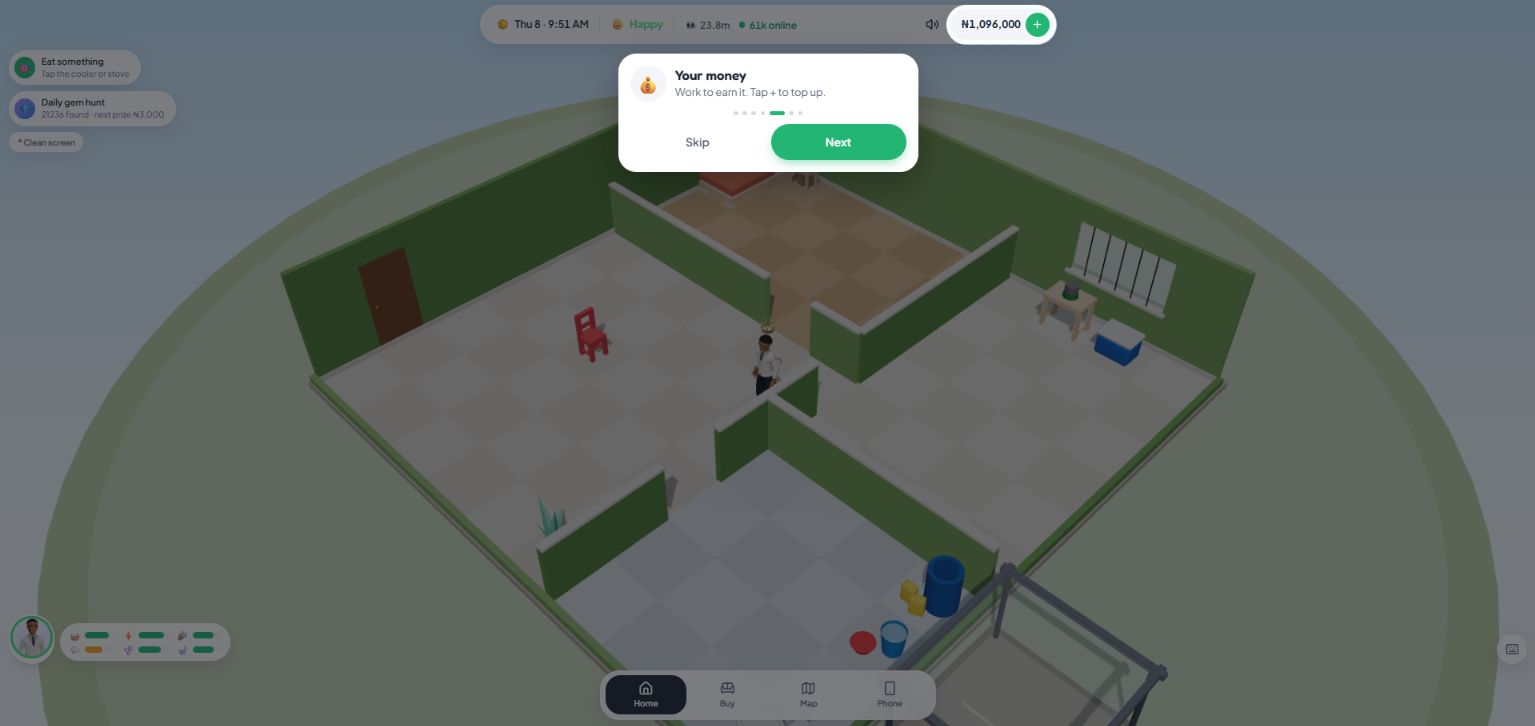 Thu 8 · 9:51 AM
Happy
23.8m
61k online
₦1,096,000
Eat something
Tap the cooler or stove
Daily gem hunt
21236 found · next prize ₦3,000
^ Clean screen
Your money
Work to earn it. Tap + to top up.
Skip
Next
Home
Buy
Map
Phone